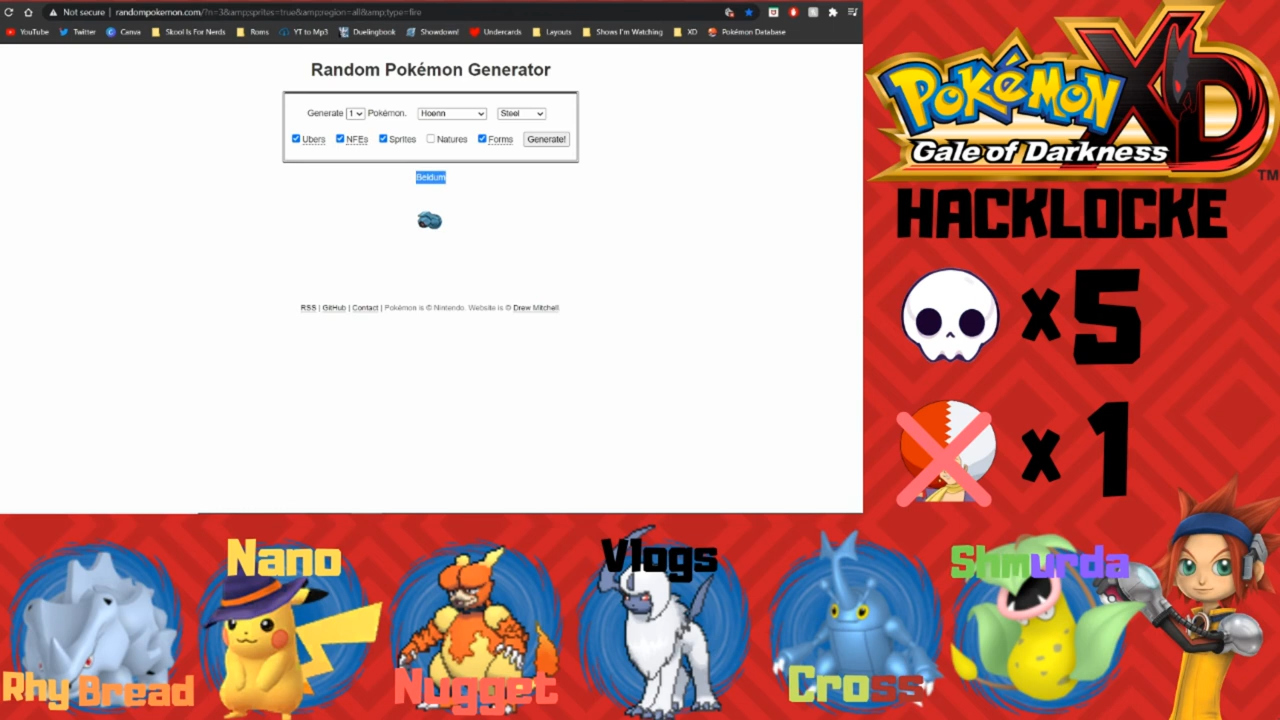 Not secure | randompokemon.com/?n=3&amp;sprites=true&amp;region=all&amp;type=fire
YouTube Twitter Canva Skool Is For Nerds Roms YT to Mp3 Duelingbook Showdown! Undercards Layouts Shows I'm Watching XD Pokémon Database
Random Pokémon Generator
Generate 1 Pokémon. Hoenn Steel
Ubers NFEs Sprites Natures Forms Generate!
Beldum
RSS | GitHub | Contact | Pokémon is © Nintendo. Website is © Drew Mitchell
POKéMON XD
Gale of Darkness TM
HACKLOCKE
x 5
x 1
Rhy Bread
Nano
Nugget
Vlogs
Cross
Shmurda